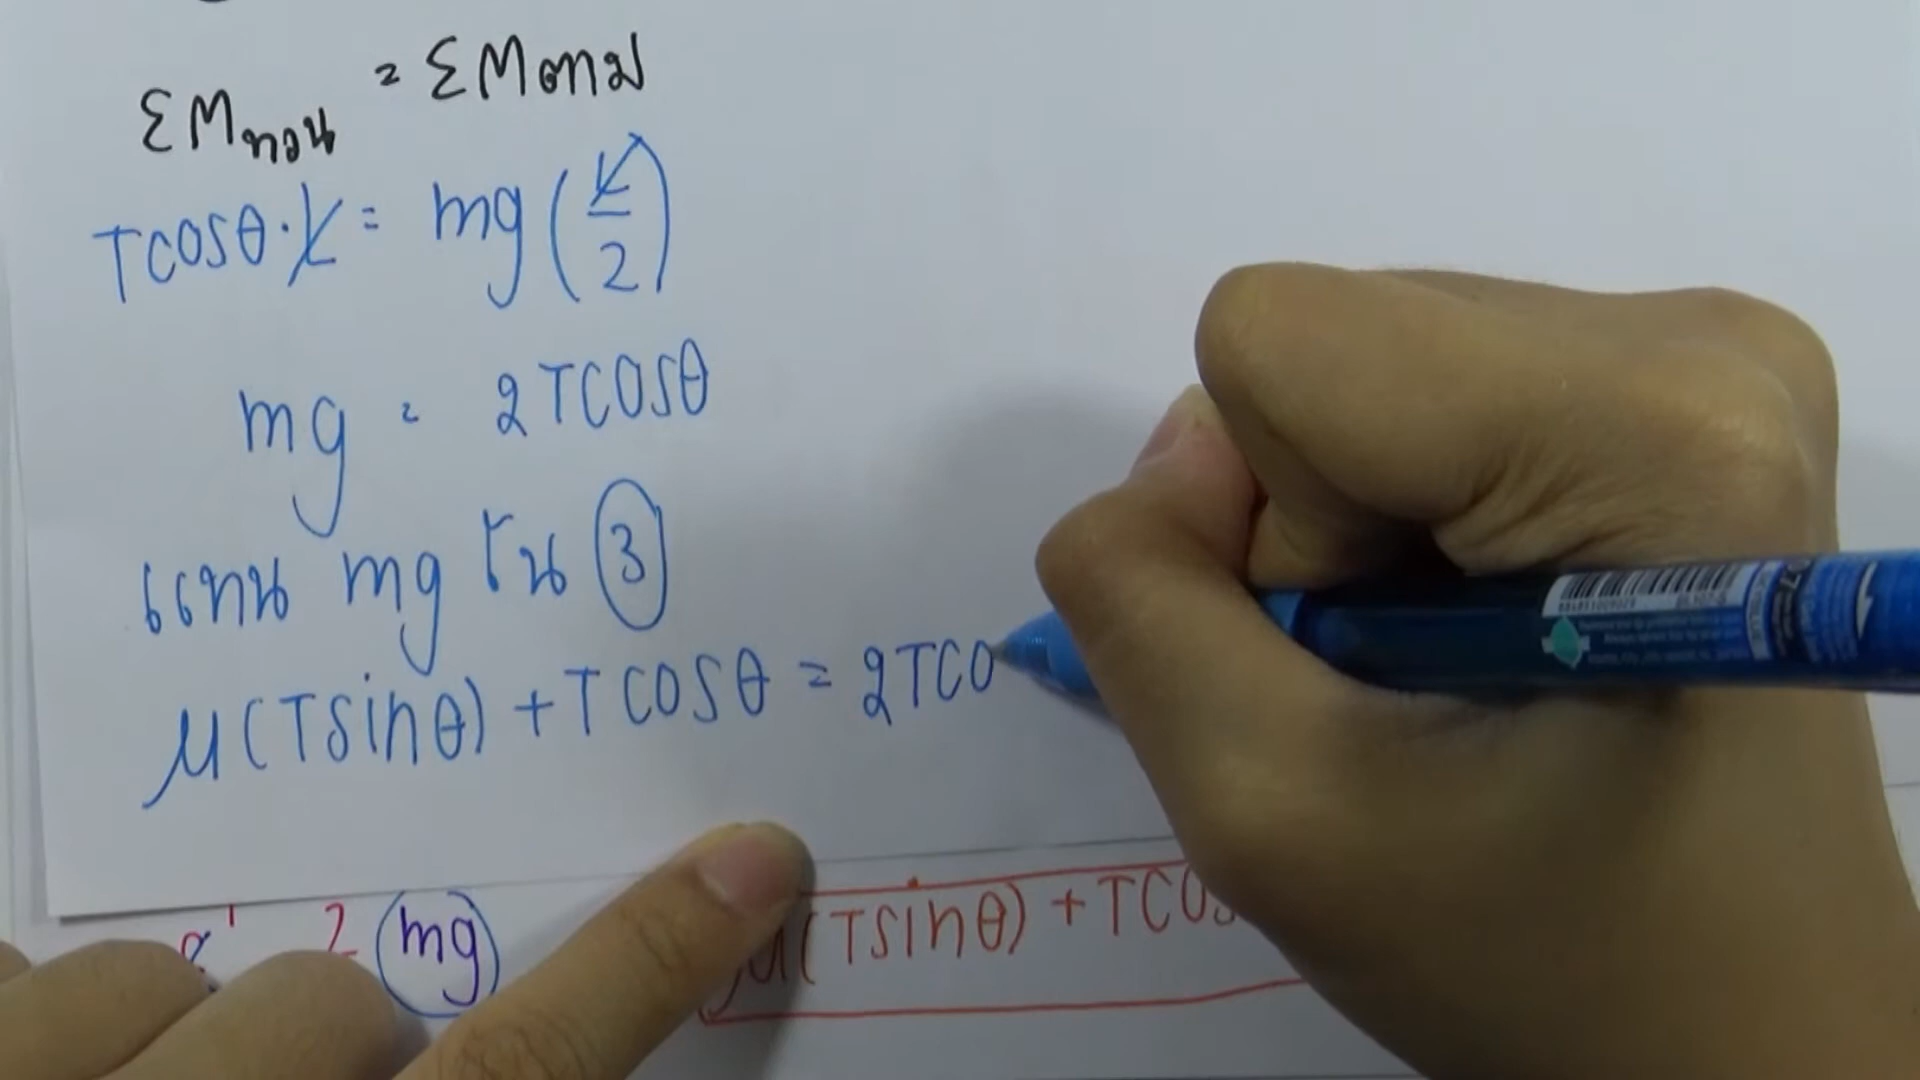 ΣMทวน = ΣMตาม
Tcosθ·L = mg(L/2)
mg = 2Tcosθ
แทน mg ใน ③
μ(Tsinθ) + Tcosθ = 2Tco
2 mg
μ(Tsinθ) + Tcos